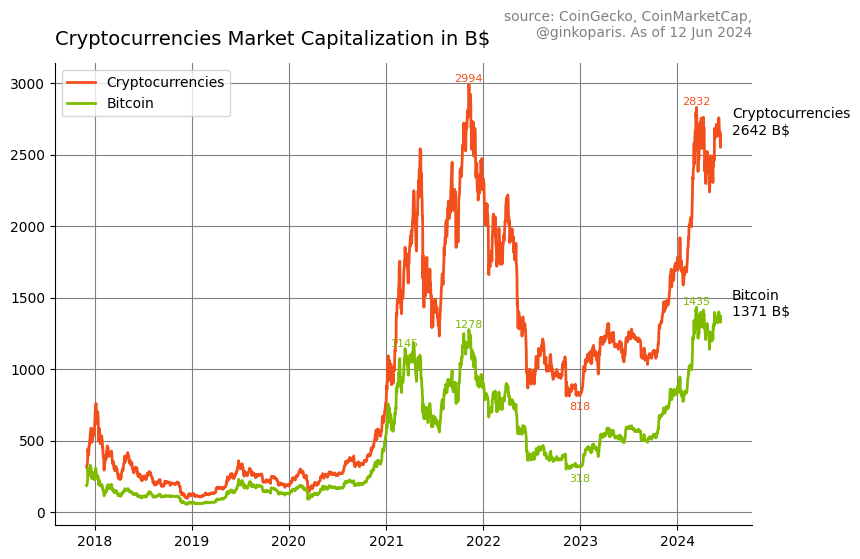 source: CoinGecko, CoinMarketCap,
@ginkoparis. As of 12 Jun 2024
Cryptocurrencies Market Capitalization in B$
Cryptocurrencies
Bitcoin
3000
2500
2000
1500
1000
500
0
2994
2832
Cryptocurrencies
2642 B$
Bitcoin
1371 B$
1435
1278
1145
818
318
2018 2019 2020 2021 2022 2023 2024